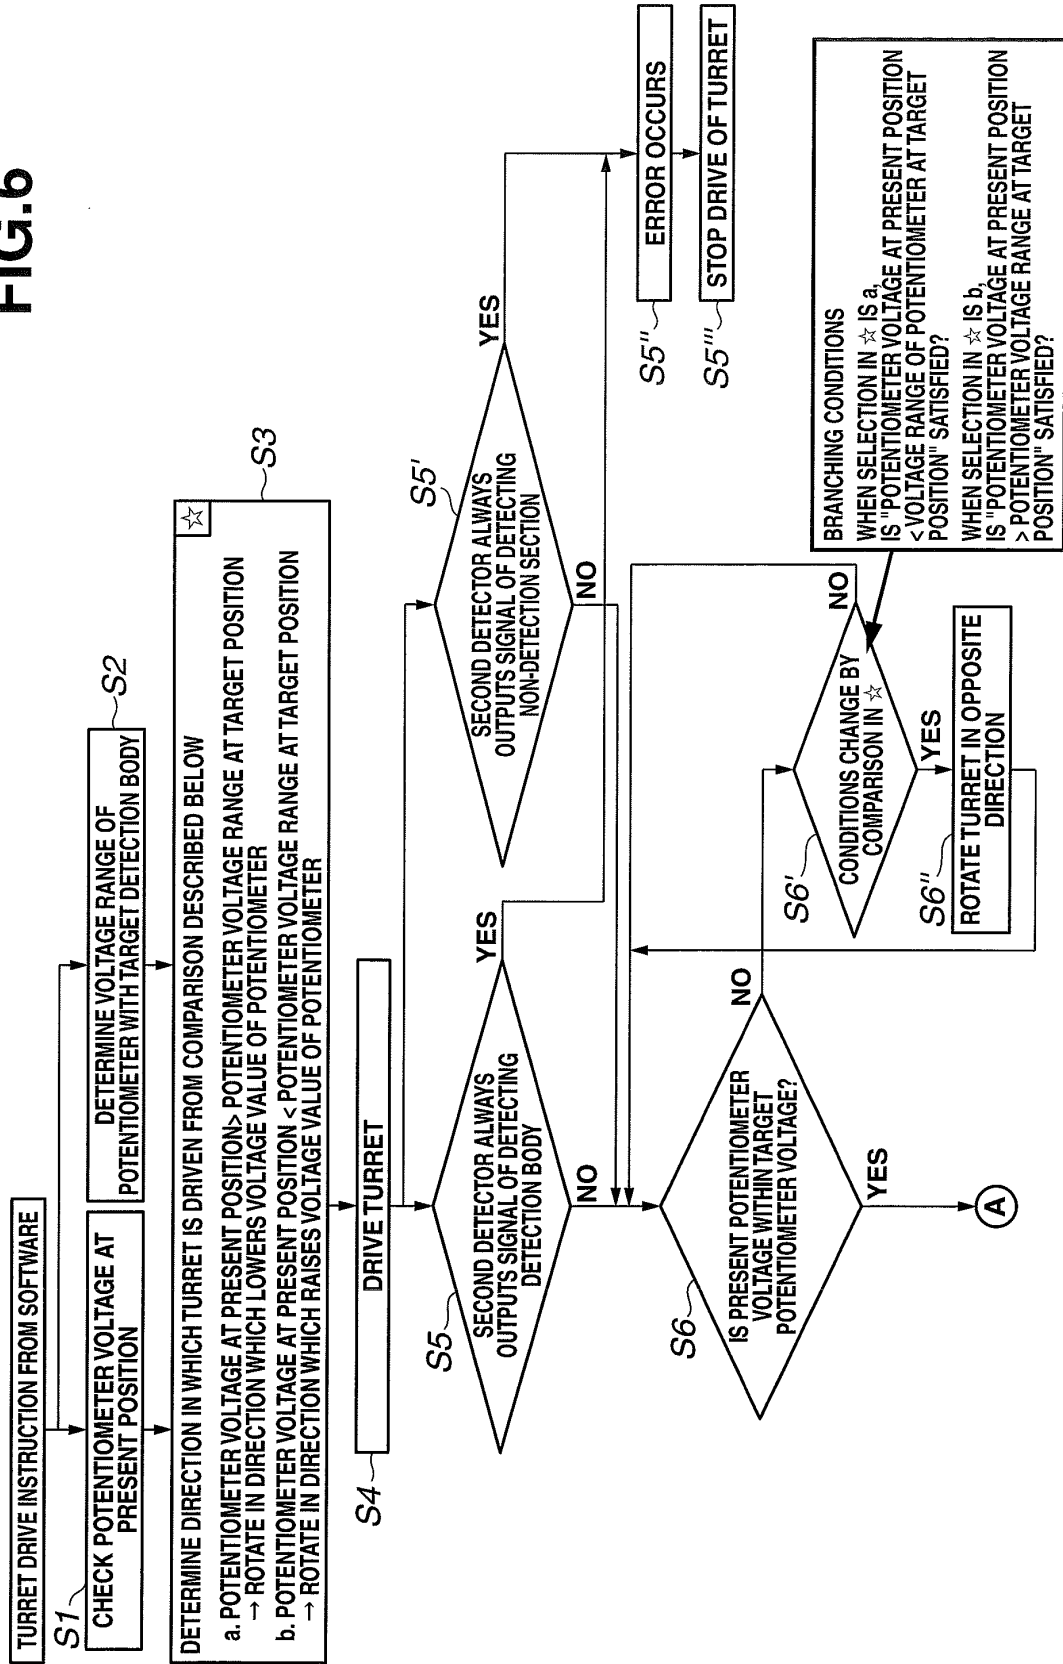 FIG.6
TURRET DRIVE INSTRUCTION FROM SOFTWARE
S1
CHECK POTENTIOMETER VOLTAGE AT
PRESENT POSITION
S2
DETERMINE VOLTAGE RANGE OF
POTENTIOMETER WITH TARGET DETECTION BODY
S3
☆
DETERMINE DIRECTION IN WHICH TURRET IS DRIVEN FROM COMPARISON DESCRIBED BELOW
a. POTENTIOMETER VOLTAGE AT PRESENT POSITION> POTENTIOMETER VOLTAGE RANGE AT TARGET POSITION
→ ROTATE IN DIRECTION WHICH LOWERS VOLTAGE VALUE OF POTENTIOMETER
b. POTENTIOMETER VOLTAGE AT PRESENT POSITION < POTENTIOMETER VOLTAGE RANGE AT TARGET POSITION
→ ROTATE IN DIRECTION WHICH RAISES VOLTAGE VALUE OF POTENTIOMETER
S4
DRIVE TURRET
S5
SECOND DETECTOR ALWAYS
OUTPUTS SIGNAL OF DETECTING
DETECTION BODY
YES
NO
S5'
SECOND DETECTOR ALWAYS
OUTPUTS SIGNAL OF DETECTING
NON-DETECTION SECTION
YES
NO
S5''
ERROR OCCURS
S5'''
STOP DRIVE OF TURRET
S6
IS PRESENT POTENTIOMETER
VOLTAGE WITHIN TARGET
POTENTIOMETER VOLTAGE?
NO
YES
S6'
CONDITIONS CHANGE BY
COMPARISON IN ☆
NO
YES
S6''
ROTATE TURRET IN OPPOSITE
DIRECTION
BRANCHING CONDITIONS
WHEN SELECTION IN ☆ IS a,
IS "POTENTIOMETER VOLTAGE AT PRESENT POSITION
< VOLTAGE RANGE OF POTENTIOMETER AT TARGET
POSITION" SATISFIED?
WHEN SELECTION IN ☆ IS b,
IS "POTENTIOMETER VOLTAGE AT PRESENT POSITION
> POTENTIOMETER VOLTAGE RANGE AT TARGET
POSITION" SATISFIED?
A